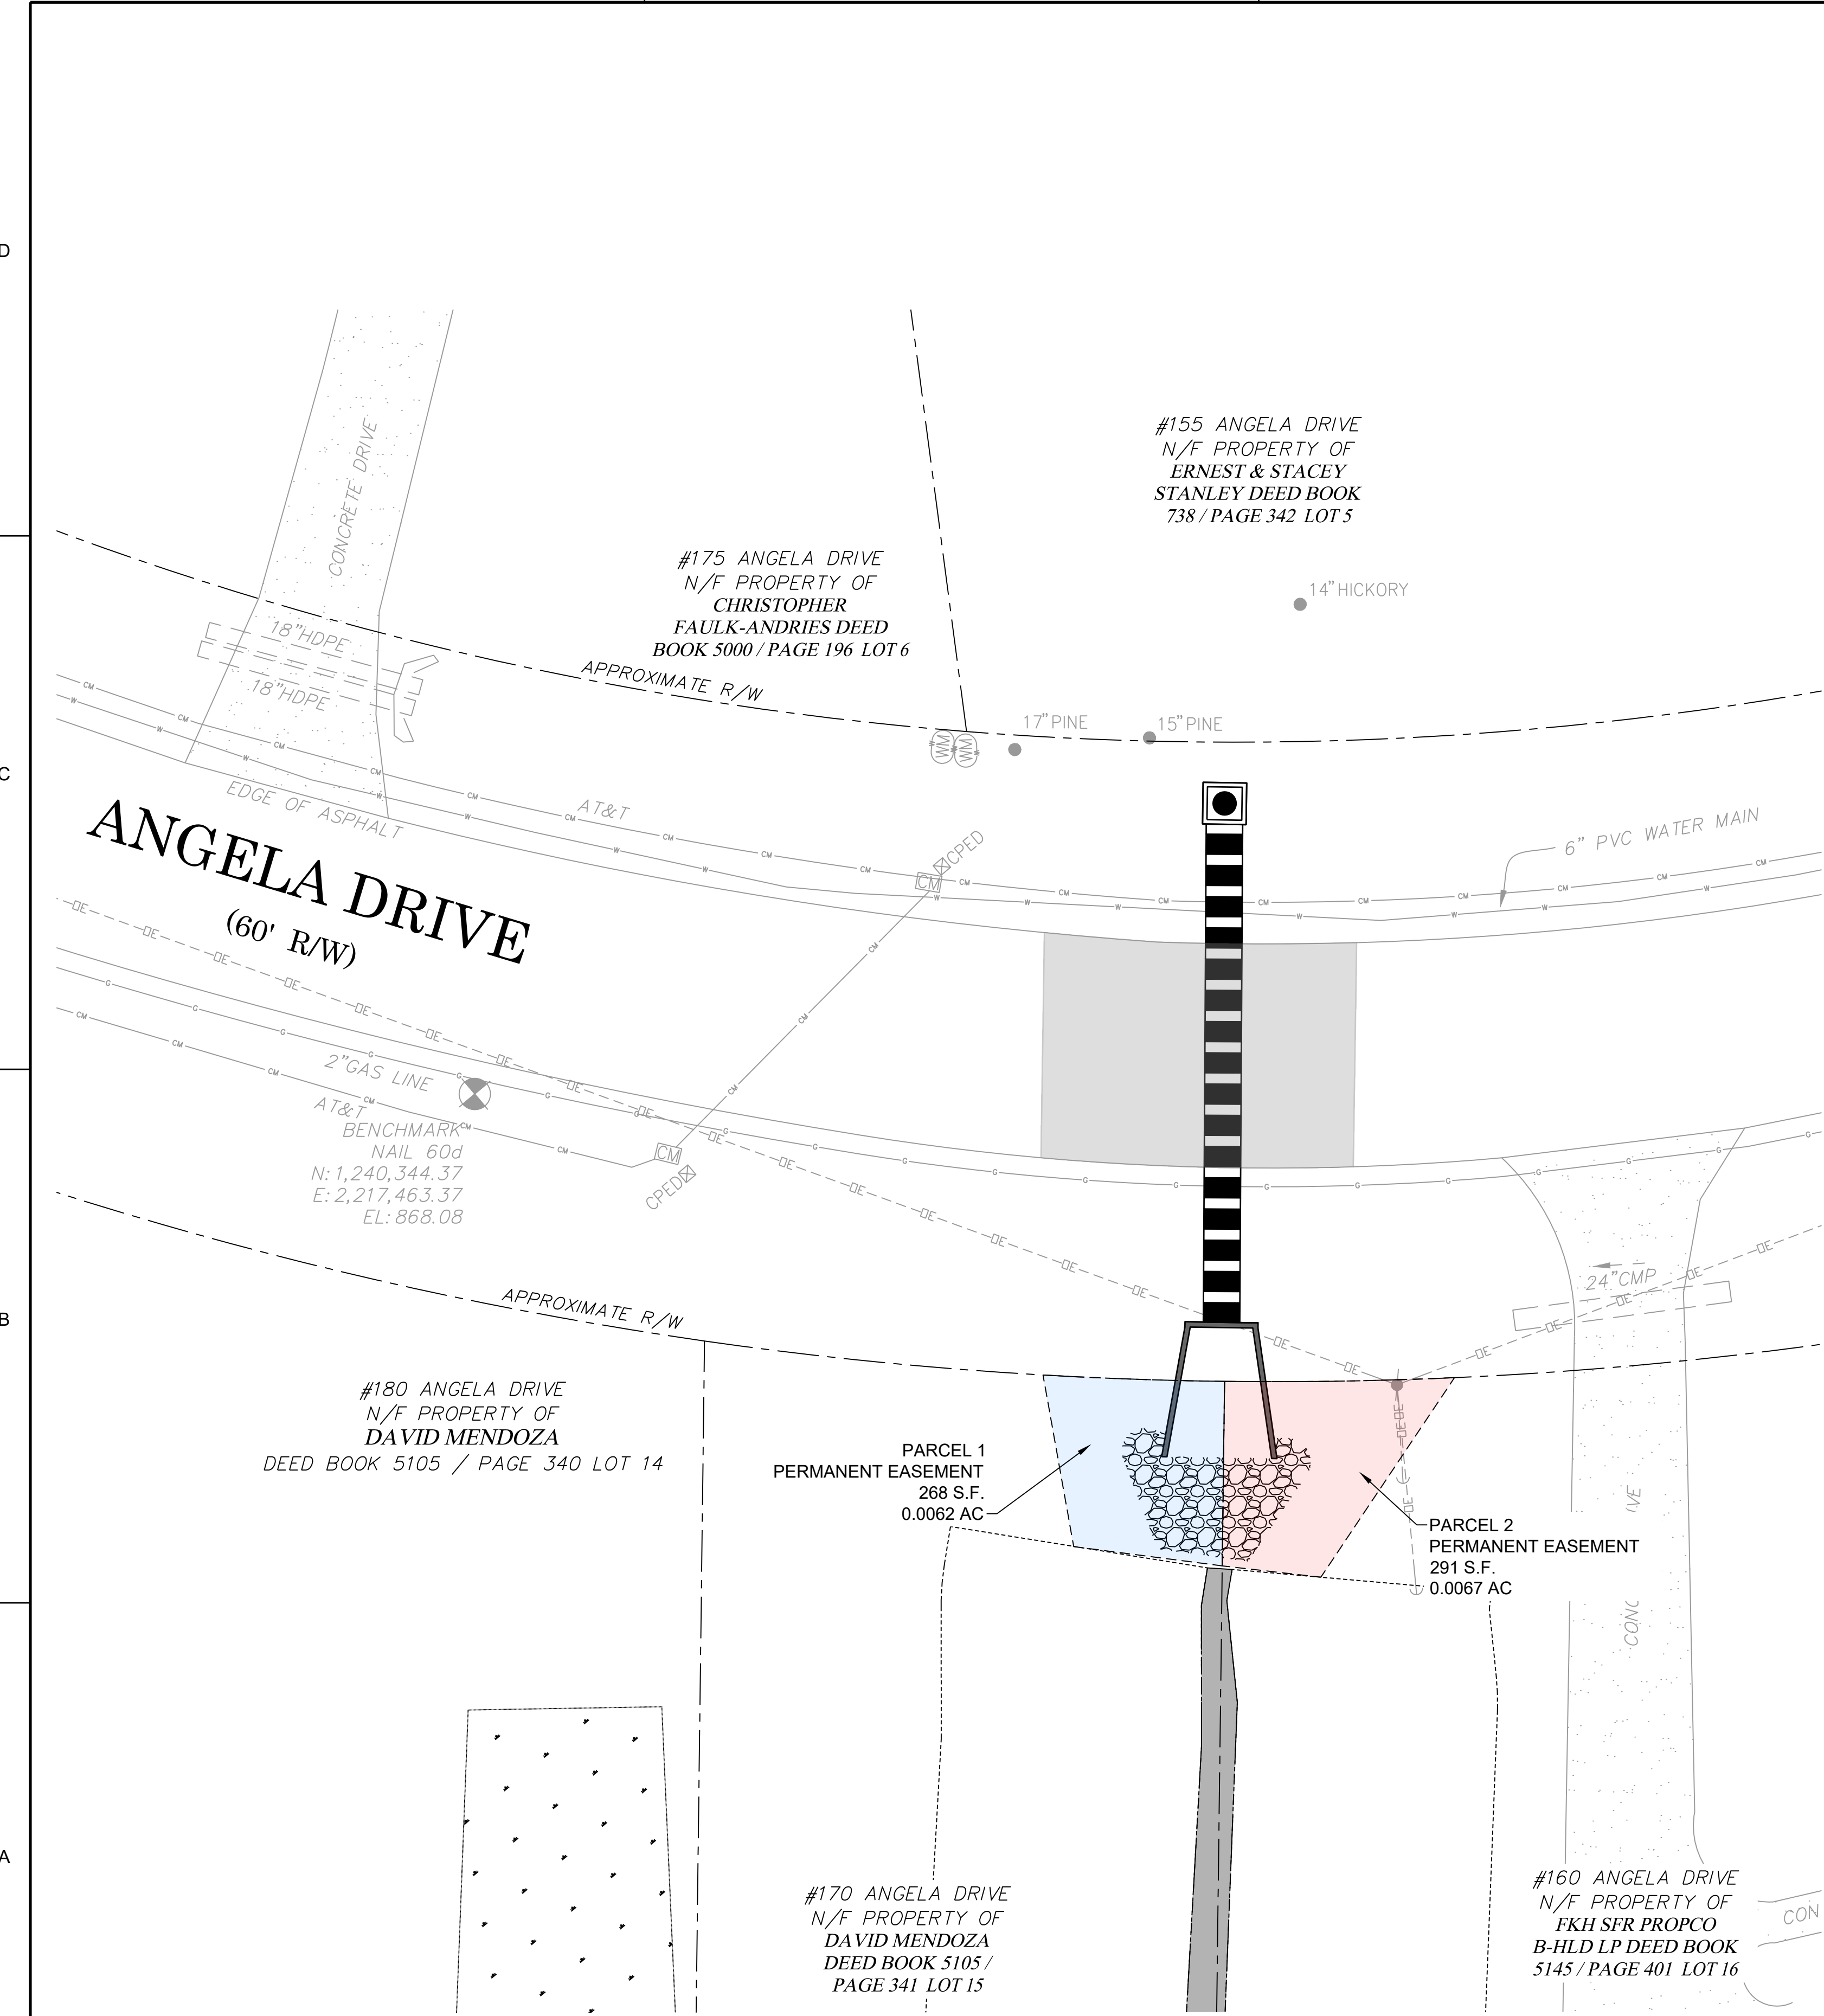 D
#155 ANGELA DRIVE
N/F PROPERTY OF
ERNEST & STACEY
STANLEY DEED BOOK
738 / PAGE 342 LOT 5
CONCRETE DRIVE
#175 ANGELA DRIVE
N/F PROPERTY OF
CHRISTOPHER
FAULK-ANDRIES DEED
BOOK 5000 / PAGE 196 LOT 6
14" HICKORY
18"HDPE
18"HDPE
APPROXIMATE R/W
17" PINE
15" PINE
C
EDGE OF ASPHALT
AT&T
CPED
CM
6" PVC WATER MAIN
ANGELA DRIVE
(60' R/W)
2"GAS LINE
AT&T
BENCHMARK
NAIL 60d
N: 1,240,344.37
E: 2,217,463.37
EL: 868.08
CM
CPED
24"CMP
B
APPROXIMATE R/W
#180 ANGELA DRIVE
N/F PROPERTY OF
DAVID MENDOZA
DEED BOOK 5105 / PAGE 340 LOT 14
PARCEL 1
PERMANENT EASEMENT
268 S.F.
0.0062 AC
PARCEL 2
PERMANENT EASEMENT
291 S.F.
0.0067 AC
A
#170 ANGELA DRIVE
N/F PROPERTY OF
DAVID MENDOZA
DEED BOOK 5105 /
PAGE 341 LOT 15
#160 ANGELA DRIVE
N/F PROPERTY OF
FKH SFR PROPCO
B-HLD LP DEED BOOK
5145 / PAGE 401 LOT 16
CON